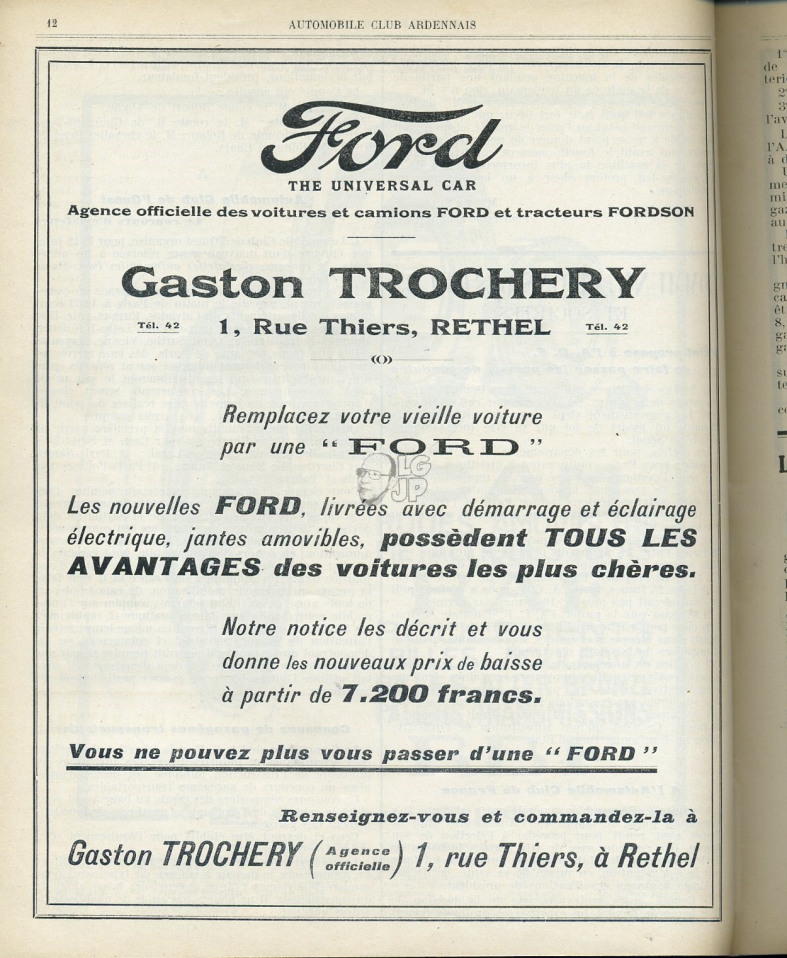 12
AUTOMOBILE CLUB ARDENNAIS
Ford
THE UNIVERSAL CAR
Agence officielle des voitures et camions FORD et tracteurs FORDSON
Gaston TROCHERY
Tél. 42 1, Rue Thiers, RETHEL Tél. 42
Remplacez votre vieille voiture
par une “ FORD ”
LG
JP
Les nouvelles FORD, livrées avec démarrage et éclairage
électrique, jantes amovibles, possèdent TOUS LES
AVANTAGES des voitures les plus chères.
Notre notice les décrit et vous
donne les nouveaux prix de baisse
à partir de 7.200 francs.
Vous ne pouvez plus vous passer d'une “ FORD ”
Renseignez-vous et commandez-la à
Gaston TROCHERY (Agence officielle) 1, rue Thiers, à Rethel